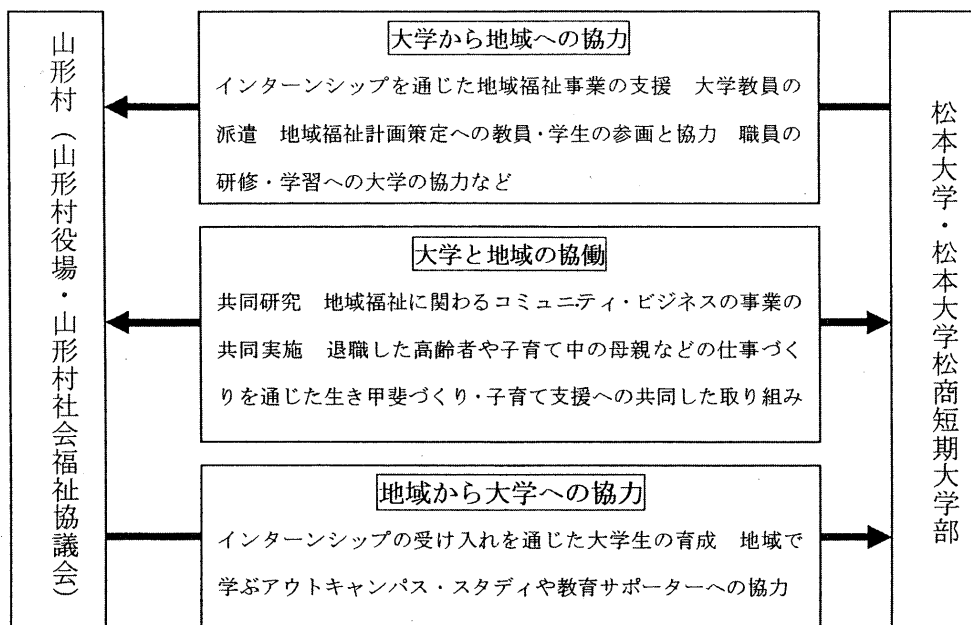 山形村（山形村役場・山形村社会福祉協議会）
大学から地域への協力
インターンシップを通じた地域福祉事業の支援　大学教員の
派遣　地域福祉計画策定への教員・学生の参画と協力　職員の
研修・学習への大学の協力など
大学と地域の協働
共同研究　地域福祉に関わるコミュニティ・ビジネスの事業の
共同実施　退職した高齢者や子育て中の母親などの仕事づく
りを通じた生き甲斐づくり・子育て支援への共同した取り組み
地域から大学への協力
インターンシップの受け入れを通じた大学生の育成　地域で
学ぶアウトキャンパス・スタディや教育サポーターへの協力
松本大学・松本大学松商短期大学部